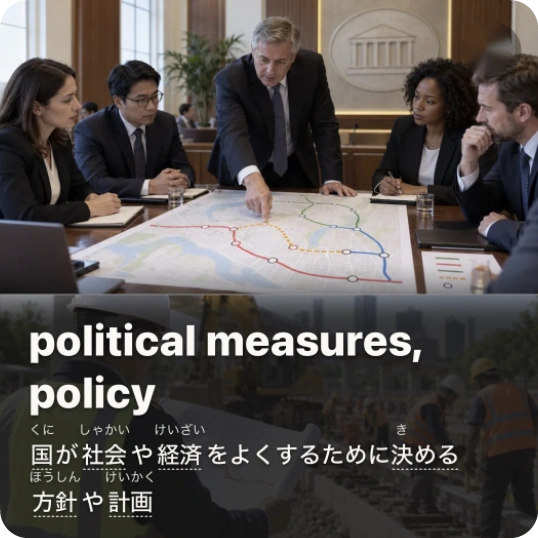 political measures,
policy
くに しゃかい けいざい き
国が社会や経済をよくするために決める
ほうしん けいかく
方針や計画